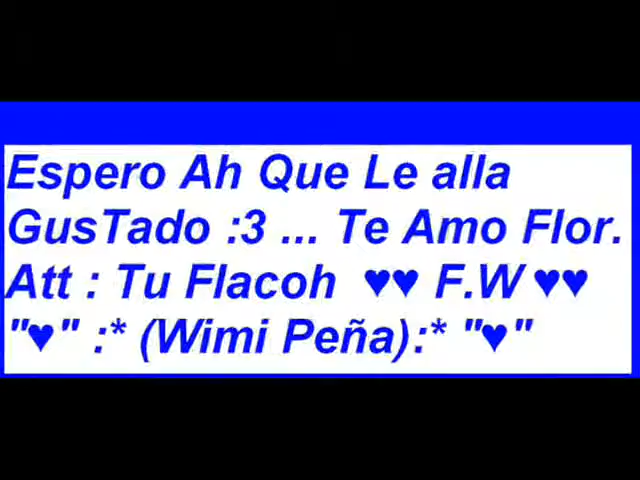 Espero Ah Que Le alla
GusTado :3 ... Te Amo Flor.
Att : Tu Flacoh ♥♥ F.W ♥♥
"♥" :* (Wimi Peña):* "♥"